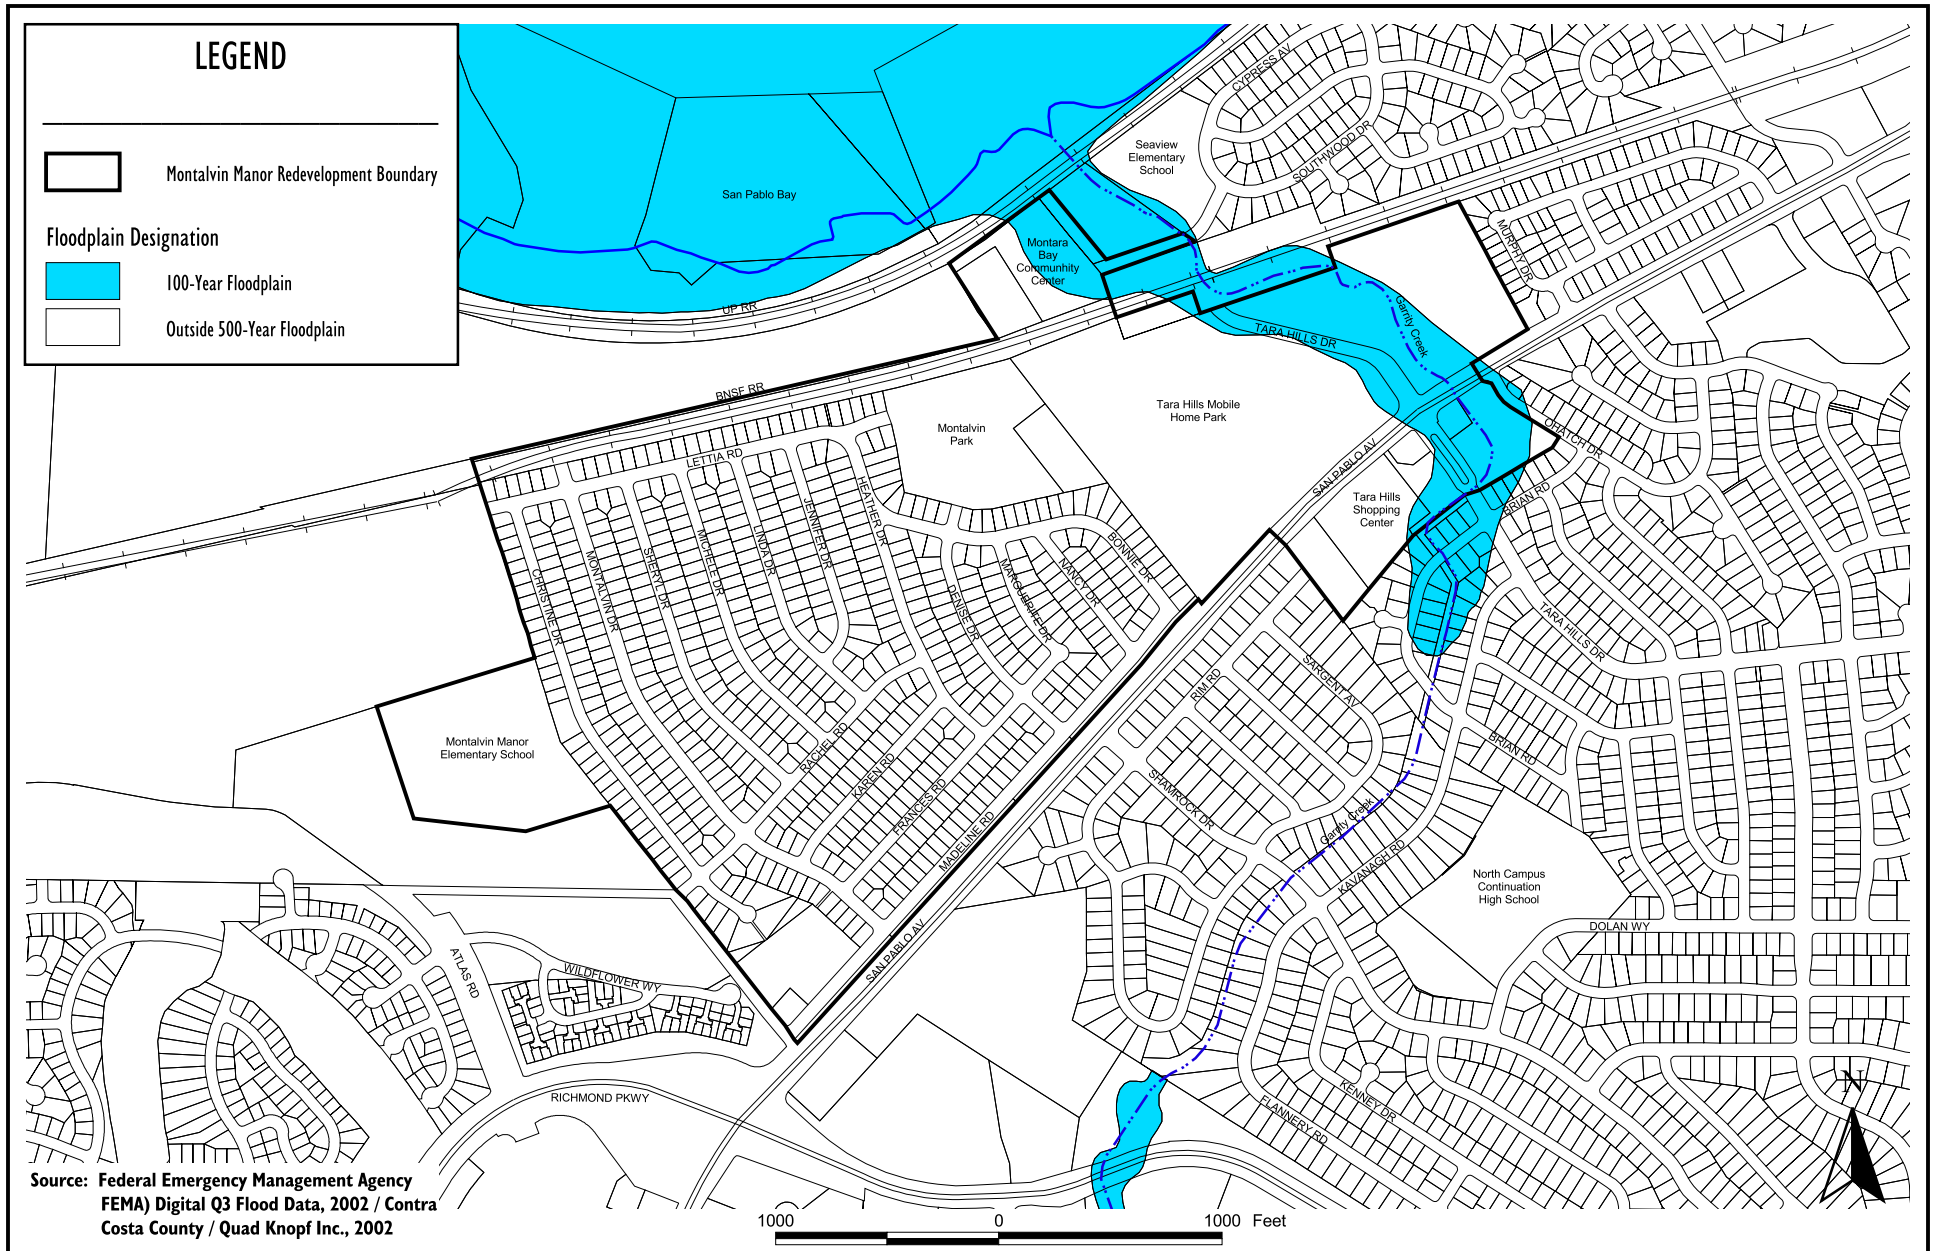 LEGEND
Montalvin Manor Redevelopment Boundary
Floodplain Designation
100-Year Floodplain
Outside 500-Year Floodplain
San Pablo Bay
UP RR
BNSF RR
Seaview
Elementary
School
CYPRESS AV
SOUTHWOOD DR
MURPHY DR
Montara
Bay
Communhity
Center
TARA HILLS DR
Garrity Creek
Tara Hills Mobile
Home Park
Montalvin
Park
SAN PABLO AV
Tara Hills
Shopping
Center
OHATCH DR
BRIAN RD
LETTIA RD
HEATHER DR
JENNIFER DR
LINDA DR
MICHELE DR
SHERYL DR
MONTALVIN DR
CHRISTINE DR
BONNIE DR
NANCY DR
MARGUERITE DR
DENISE DR
TARA HILLS DR
SARGENT AV
RIM RD
RACHEL RD
KAREN RD
FRANCES RD
MADELINE RD
Montalvin Manor
Elementary School
BRIAN RD
SHAMROCK DR
Garrity Creek
KAVANAGH RD
North Campus
Continuation
High School
DOLAN WY
SAN PABLO AV
ATLAS RD
WILDFLOWER WY
RICHMOND PKWY
KENNEY DR
FLANNERY RD
N
Source: Federal Emergency Management Agency
FEMA) Digital Q3 Flood Data, 2002 / Contra
Costa County / Quad Knopf Inc., 2002
1000 0 1000 Feet